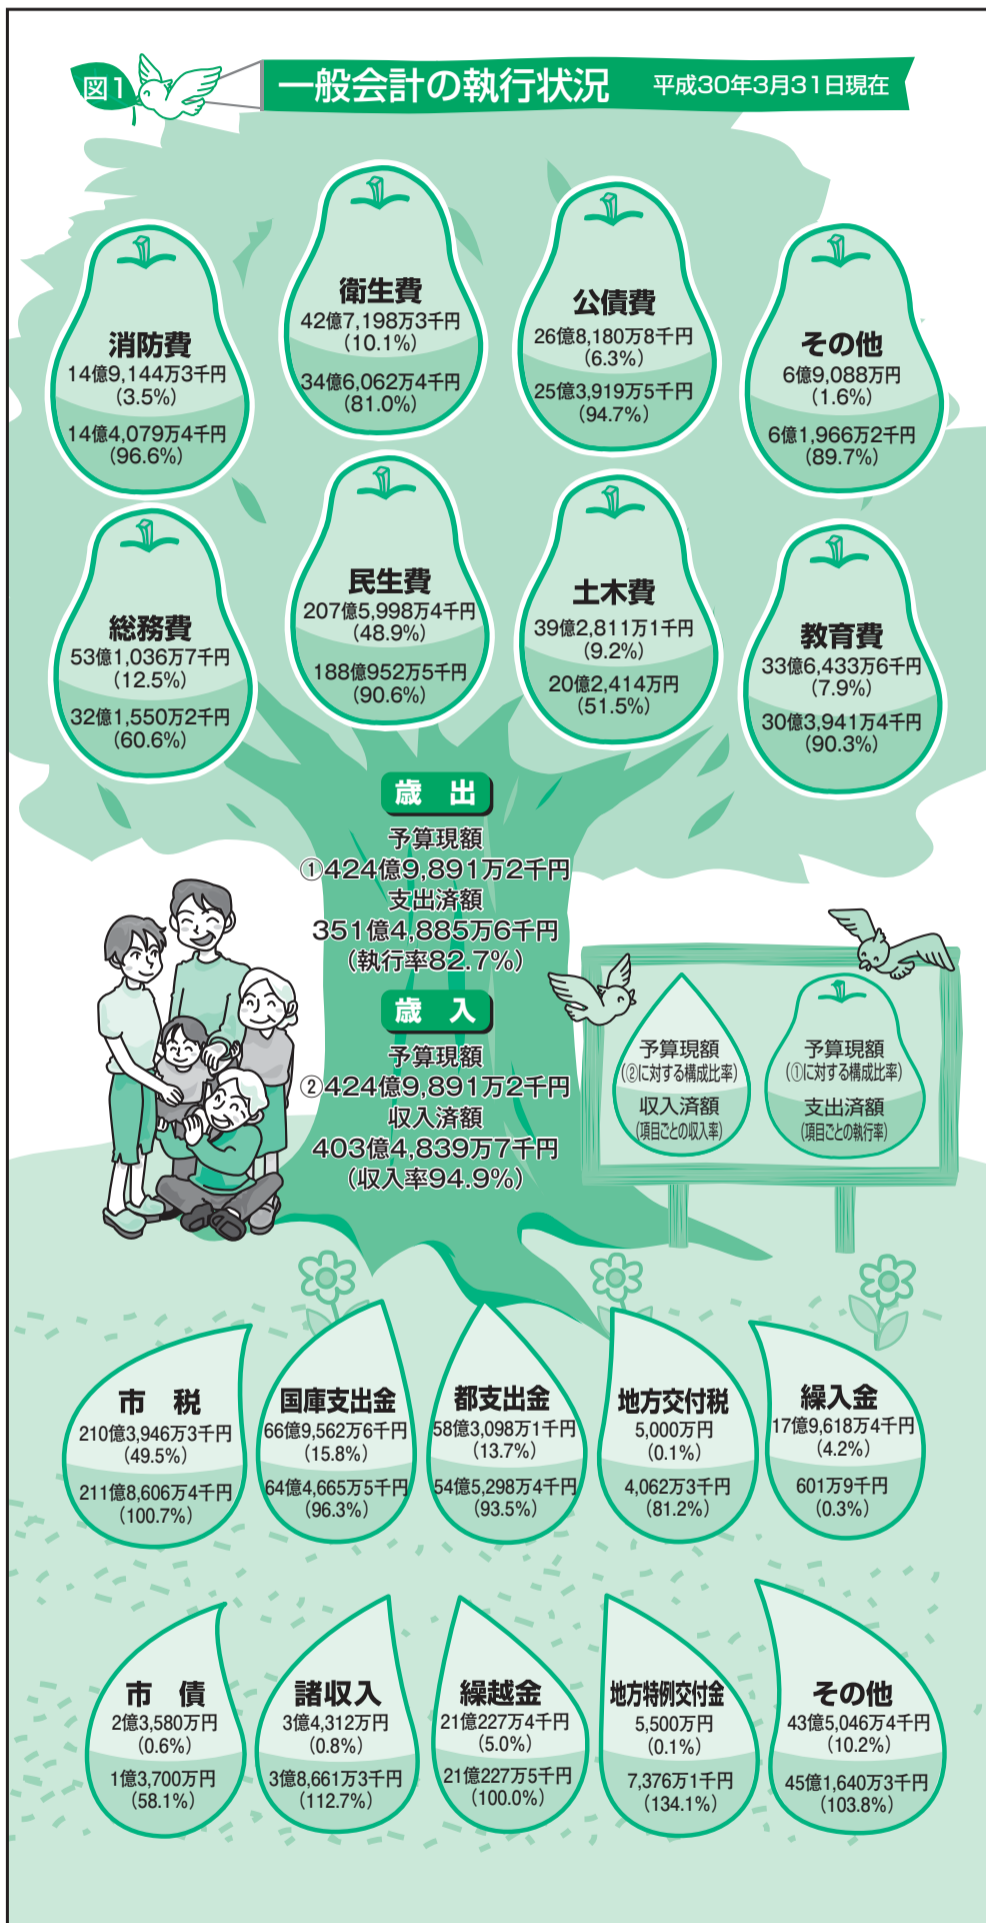 図1
一般会計の執行状況 平成30年3月31日現在
消防費
14億9,144万3千円
(3.5%)
14億4,079万4千円
(96.6%)
衛生費
42億7,198万3千円
(10.1%)
34億6,062万4千円
(81.0%)
公債費
26億8,180万8千円
(6.3%)
25億3,919万5千円
(94.7%)
その他
6億9,088万円
(1.6%)
6億1,966万2千円
(89.7%)
総務費
53億1,036万7千円
(12.5%)
32億1,550万2千円
(60.6%)
民生費
207億5,998万4千円
(48.9%)
188億952万5千円
(90.6%)
土木費
39億2,811万1千円
(9.2%)
20億2,414万円
(51.5%)
教育費
33億6,433万6千円
(7.9%)
30億3,941万4千円
(90.3%)
歳 出
予算現額
①424億9,891万2千円
支出済額
351億4,885万6千円
(執行率82.7%)
歳 入
予算現額
②424億9,891万2千円
収入済額
403億4,839万7千円
(収入率94.9%)
予算現額
(②に対する構成比率)
収入済額
(項目ごとの収入率)
予算現額
(①に対する構成比率)
支出済額
(項目ごとの執行率)
市 税
210億3,946万3千円
(49.5%)
211億8,606万4千円
(100.7%)
国庫支出金
66億9,562万6千円
(15.8%)
64億4,665万5千円
(96.3%)
都支出金
58億3,098万1千円
(13.7%)
54億5,298万4千円
(93.5%)
地方交付税
5,000万円
(0.1%)
4,062万3千円
(81.2%)
繰入金
17億9,618万4千円
(4.2%)
601万9千円
(0.3%)
市 債
2億3,580万円
(0.6%)
1億3,700万円
(58.1%)
諸収入
3億4,312万円
(0.8%)
3億8,661万3千円
(112.7%)
繰越金
21億227万4千円
(5.0%)
21億227万5千円
(100.0%)
地方特例交付金
5,500万円
(0.1%)
7,376万1千円
(134.1%)
その他
43億5,046万4千円
(10.2%)
45億1,640万3千円
(103.8%)